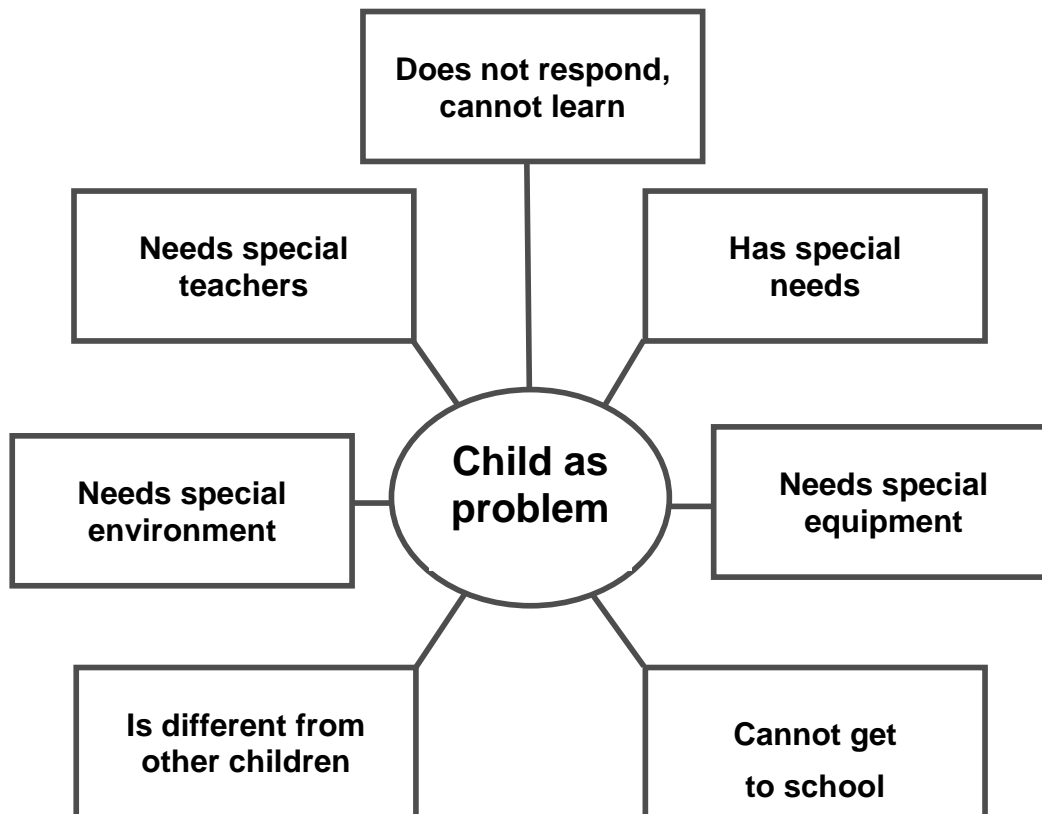 Does not respond,
cannot learn
Needs special
teachers
Has special
needs
Child as
problem
Needs special
environment
Needs special
equipment
Is different from
other children
Cannot get
to school